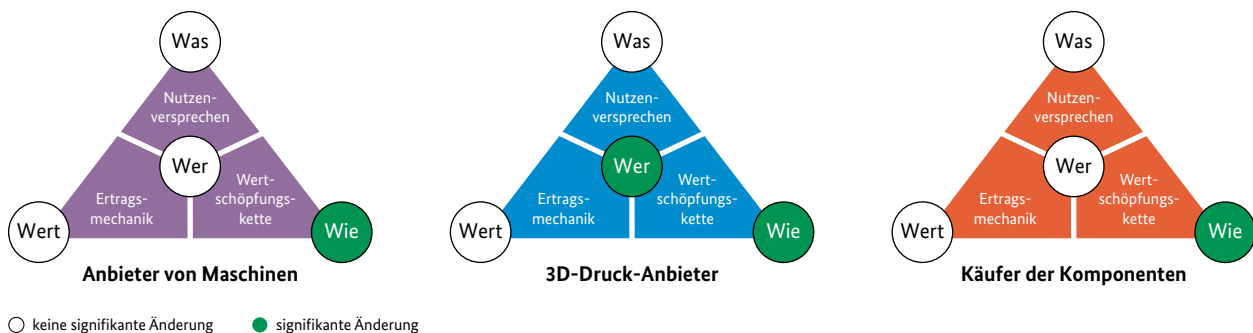 Was
Nutzen-
versprechen
Wer
Ertrags-
mechanik
Wert-
schöpfungs-
kette
Wert
Wie
Anbieter von Maschinen
Was
Nutzen-
versprechen
Wer
Ertrags-
mechanik
Wert-
schöpfungs-
kette
Wert
Wie
3D-Druck-Anbieter
Was
Nutzen-
versprechen
Wer
Ertrags-
mechanik
Wert-
schöpfungs-
kette
Wert
Wie
Käufer der Komponenten
keine signifikante Änderung
signifikante Änderung